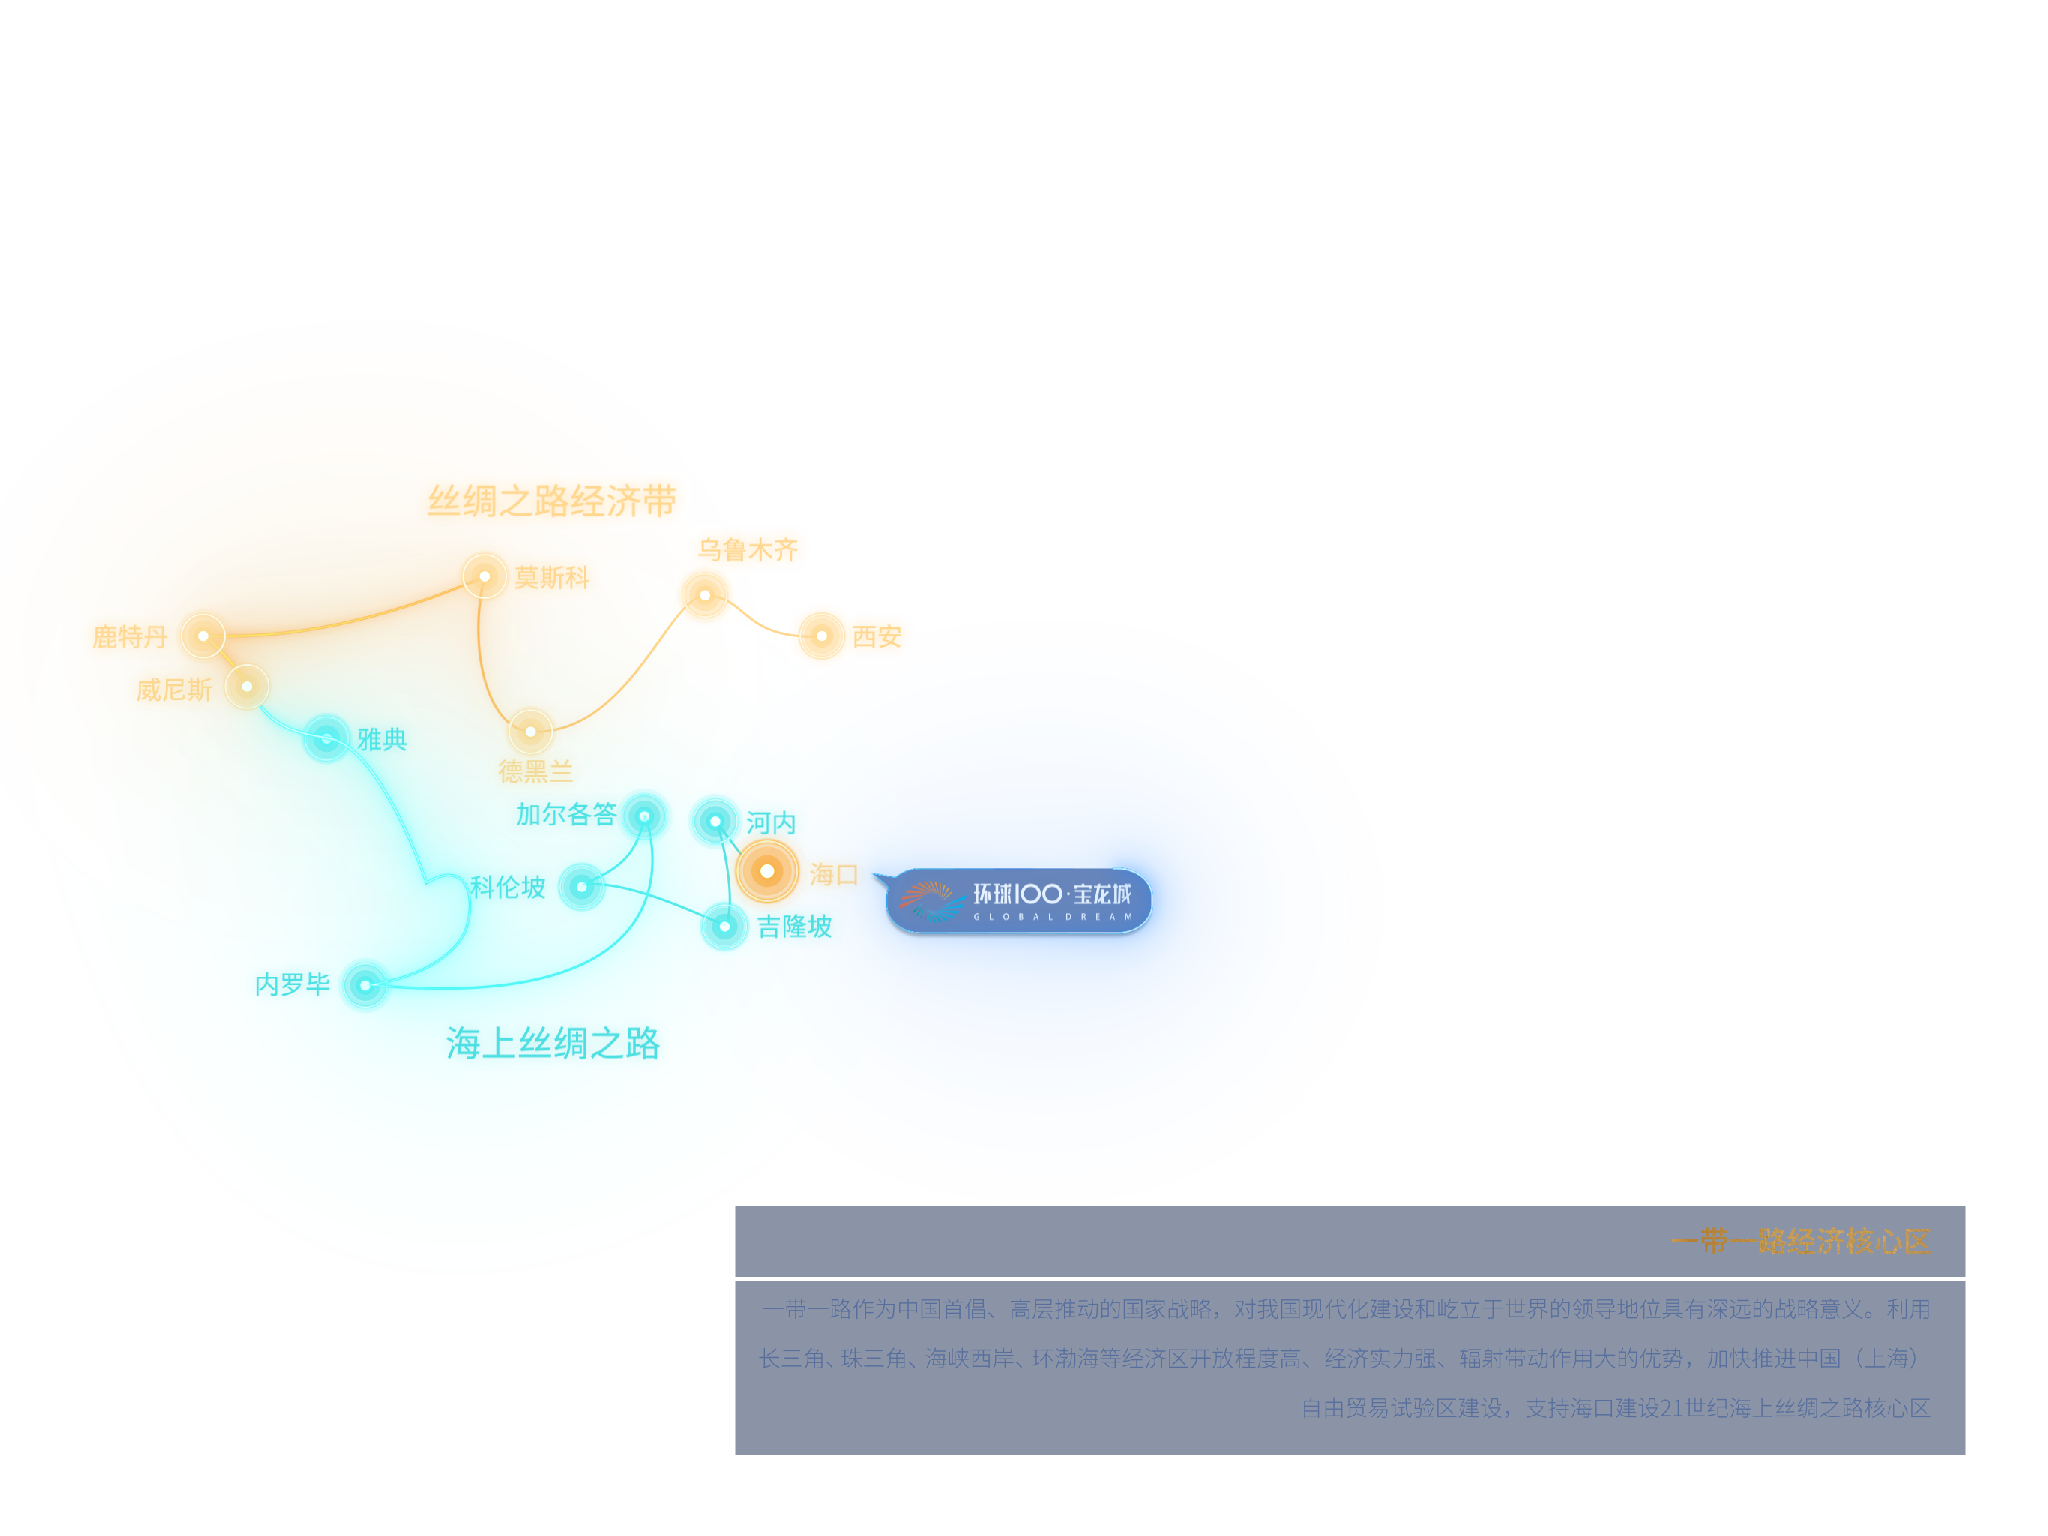 丝绸之路经济带
乌鲁木齐
莫斯科
鹿特丹
西安
威尼斯
雅典
德黑兰
加尔各答
河内
海口
科伦坡
环球100·宝龙城
GLOBAL DREAM
吉隆坡
内罗毕
海上丝绸之路
一带一路经济核心区
一带一路作为中国首倡、高层推动的国家战略，对我国现代化建设和屹立于世界的领导地位具有深远的战略意义。利用
长三角、珠三角、海峡西岸、环渤海等经济区开放程度高、经济实力强、辐射带动作用大的优势，加快推进中国（上海）
自由贸易试验区建设，支持海口建设21世纪海上丝绸之路核心区